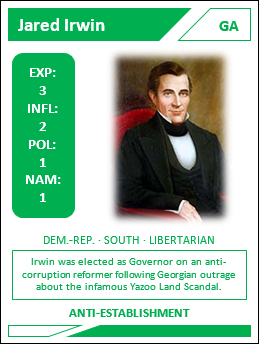 Jared Irwin
GA
EXP:
3
INFL:
2
POL:
1
NAM:
1
DEM.-REP. · SOUTH · LIBERTARIAN
Irwin was elected as Governor on an anti-
corruption reformer following Georgian outrage
about the infamous Yazoo Land Scandal.
ANTI-ESTABLISHMENT